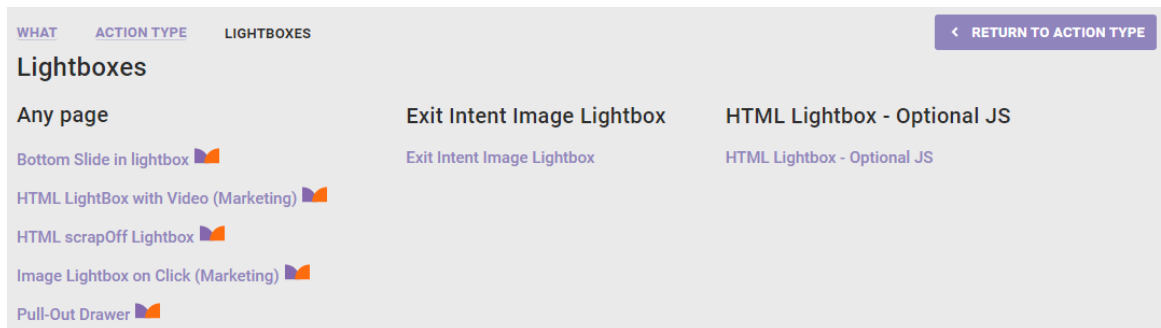 WHAT ACTION TYPE LIGHTBOXES
< RETURN TO ACTION TYPE
Lightboxes
Any page
Bottom Slide in lightbox
HTML LightBox with Video (Marketing)
HTML scrapOff Lightbox
Image Lightbox on Click (Marketing)
Pull-Out Drawer
Exit Intent Image Lightbox
Exit Intent Image Lightbox
HTML Lightbox - Optional JS
HTML Lightbox - Optional JS